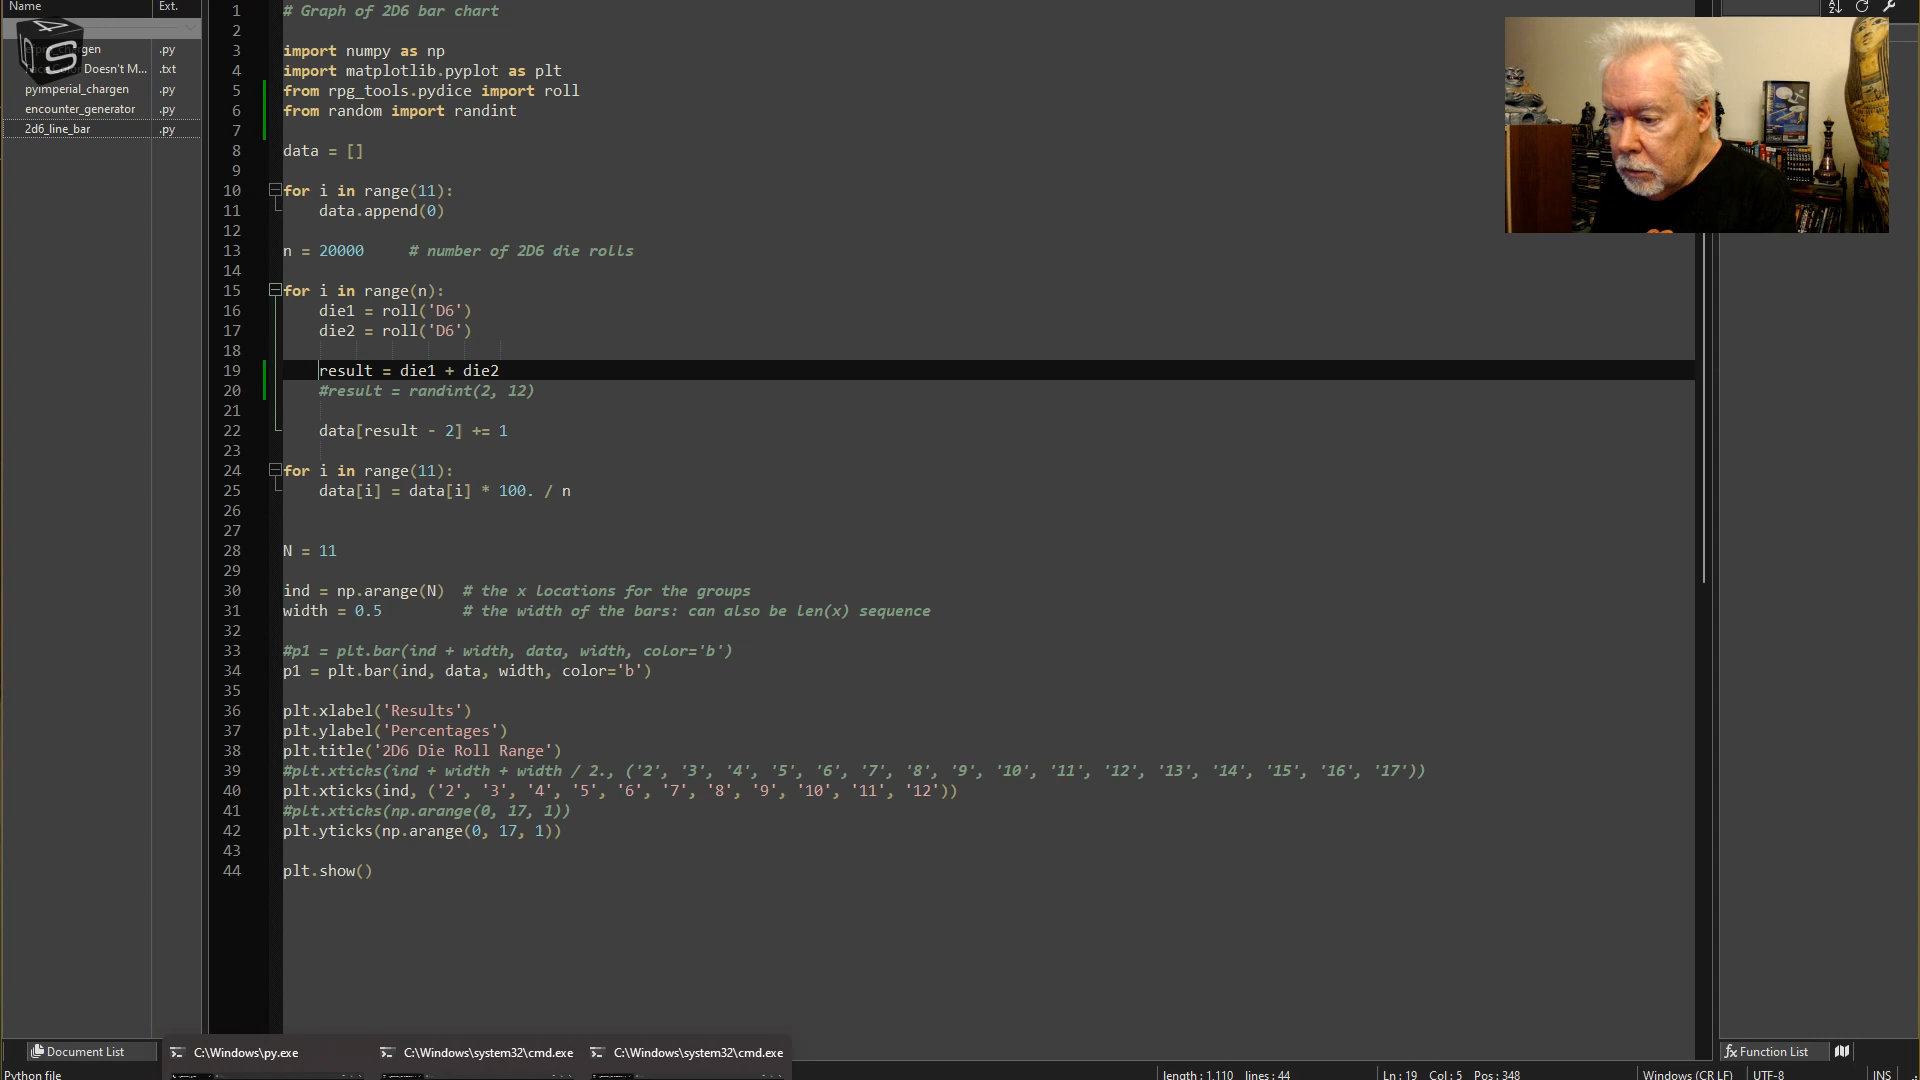 Name Ext.
chargen .py
Doesn't M... .txt
pyimperial_chargen .py
encounter_generator .py
2d6_line_bar .py
1 # Graph of 2D6 bar chart
2
3 import numpy as np
4 import matplotlib.pyplot as plt
5 from rpg_tools.pydice import roll
6 from random import randint
7
8 data = []
9
10 for i in range(11):
11 data.append(0)
12
13 n = 20000 # number of 2D6 die rolls
14
15 for i in range(n):
16 die1 = roll('D6')
17 die2 = roll('D6')
18
19 result = die1 + die2
20 #result = randint(2, 12)
21
22 data[result - 2] += 1
23
24 for i in range(11):
25 data[i] = data[i] * 100. / n
26
27
28 N = 11
29
30 ind = np.arange(N) # the x locations for the groups
31 width = 0.5 # the width of the bars: can also be len(x) sequence
32
33 #p1 = plt.bar(ind + width, data, width, color='b')
34 p1 = plt.bar(ind, data, width, color='b')
35
36 plt.xlabel('Results')
37 plt.ylabel('Percentages')
38 plt.title('2D6 Die Roll Range')
39 #plt.xticks(ind + width + width / 2., ('2', '3', '4', '5', '6', '7', '8', '9', '10', '11', '12', '13', '14', '15', '16', '17'))
40 plt.xticks(ind, ('2', '3', '4', '5', '6', '7', '8', '9', '10', '11', '12'))
41 #plt.xticks(np.arange(0, 17, 1))
42 plt.yticks(np.arange(0, 17, 1))
43
44 plt.show()
Document List
C:\Windows\py.exe C:\Windows\system32\cmd.exe C:\Windows\system32\cmd.exe
Function List
Python file length : 1,110 lines : 44 Ln : 19 Col : 5 Pos : 348 Windows (CR LF) UTF-8 INS